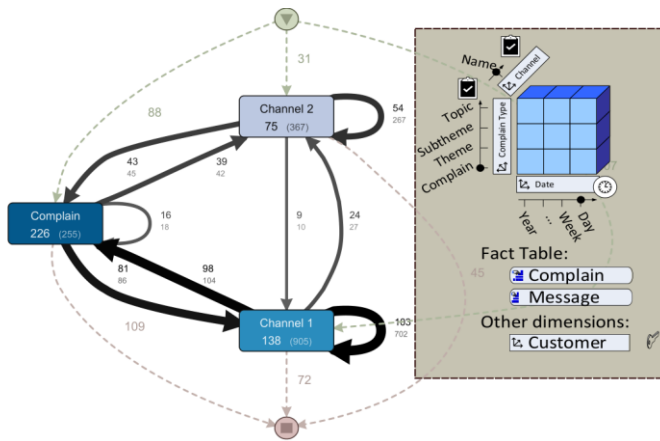 31
88
Channel 2
75 (367)
54
267
43
45
39
42
Complain
226 (255)
16
18
9
10
24
27
81
86
98
104
Channel 1
138 (905)
103
702
109
72
45
Name
Channel
Topic
Subtheme
Theme
Complain
Complain Type
Date
Year
...
Week
Day
Fact Table:
Complain
Message
Other dimensions:
Customer